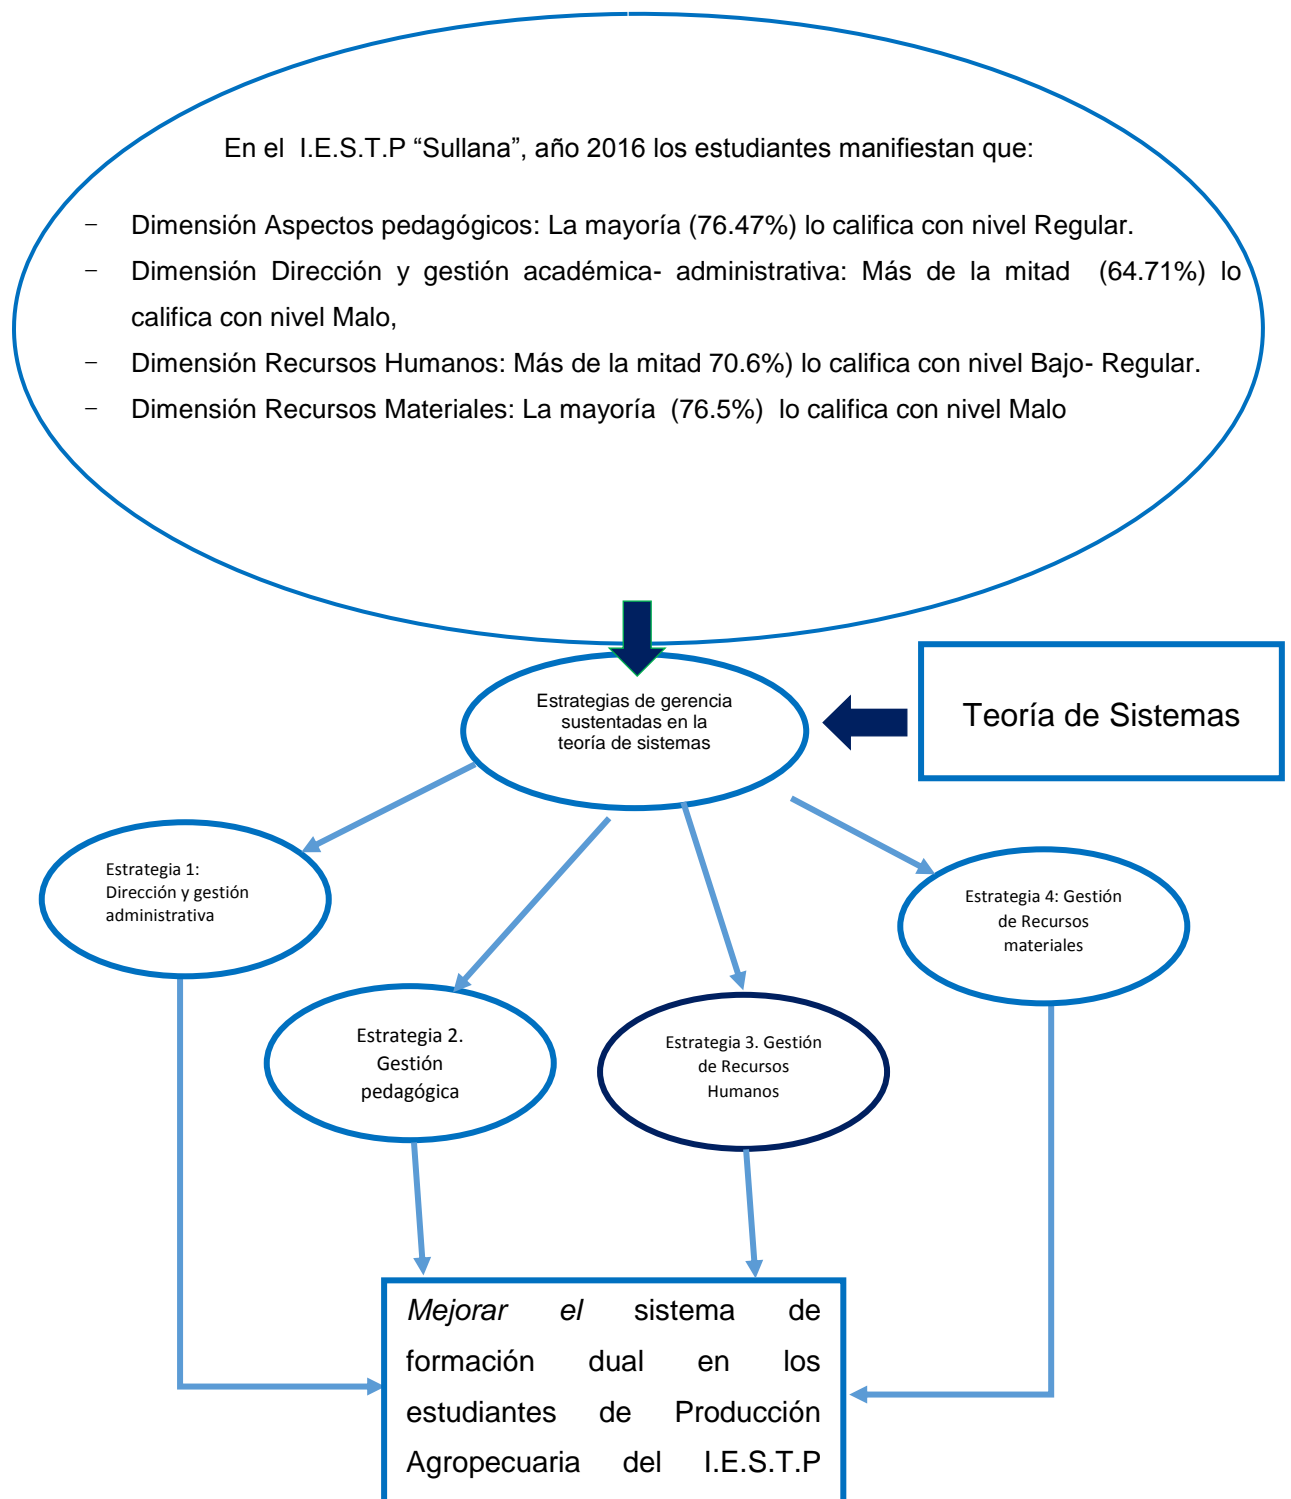 En el I.E.S.T.P “Sullana”, año 2016 los estudiantes manifiestan que:
− Dimensión Aspectos pedagógicos: La mayoría (76.47%) lo califica con nivel Regular.
− Dimensión Dirección y gestión académica- administrativa: Más de la mitad (64.71%) lo
califica con nivel Malo,
− Dimensión Recursos Humanos: Más de la mitad 70.6%) lo califica con nivel Bajo- Regular.
− Dimensión Recursos Materiales: La mayoría (76.5%) lo califica con nivel Malo
Estrategias de gerencia
sustentadas en la
teoría de sistemas
Teoría de Sistemas
Estrategia 1:
Dirección y gestión
administrativa
Estrategia 4: Gestión
de Recursos
materiales
Estrategia 2.
Gestión
pedagógica
Estrategia 3. Gestión
de Recursos
Humanos
Mejorar el sistema de
formación dual en los
estudiantes de Producción
Agropecuaria del I.E.S.T.P